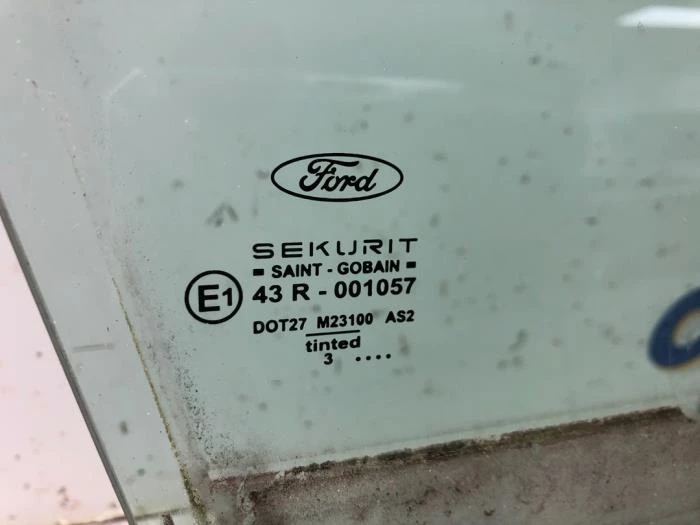 Ford
SEKURIT
SAINT - GOBAIN
E1 43 R - 001057
DOT27 M23100 AS2
tinted
3 ....